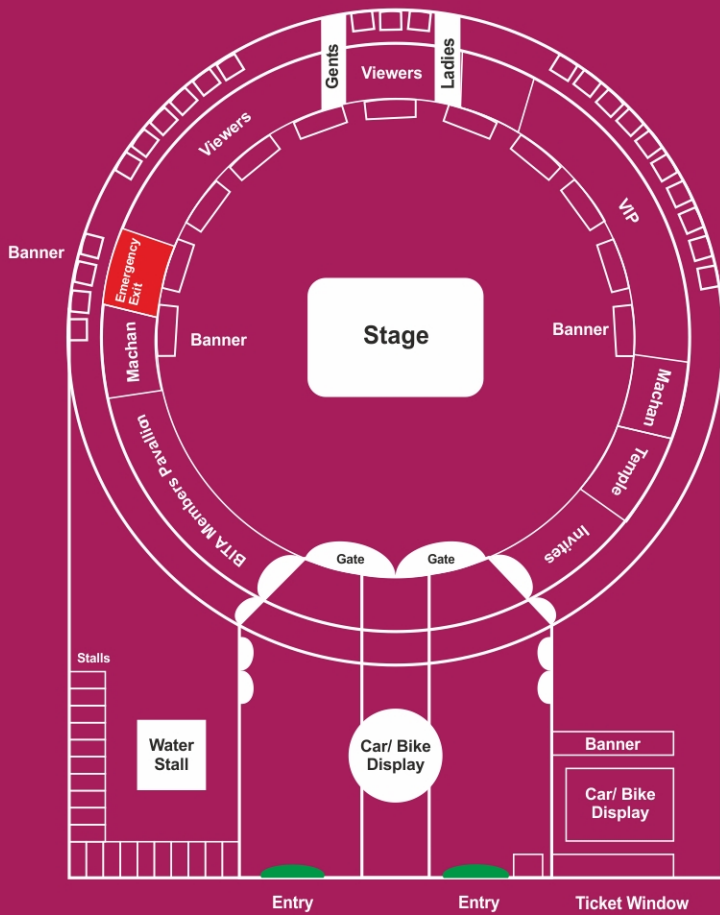 Gents
Viewers
Ladies
Viewers
VIP
Banner
Emergency
Exit
Machan
Banner
Stage
Banner
Machan
Temple
Invites
BITA Members Pavallion
Gate
Gate
Stalls
Water
Stall
Car/ Bike
Display
Banner
Car/ Bike
Display
Entry
Entry
Ticket Window